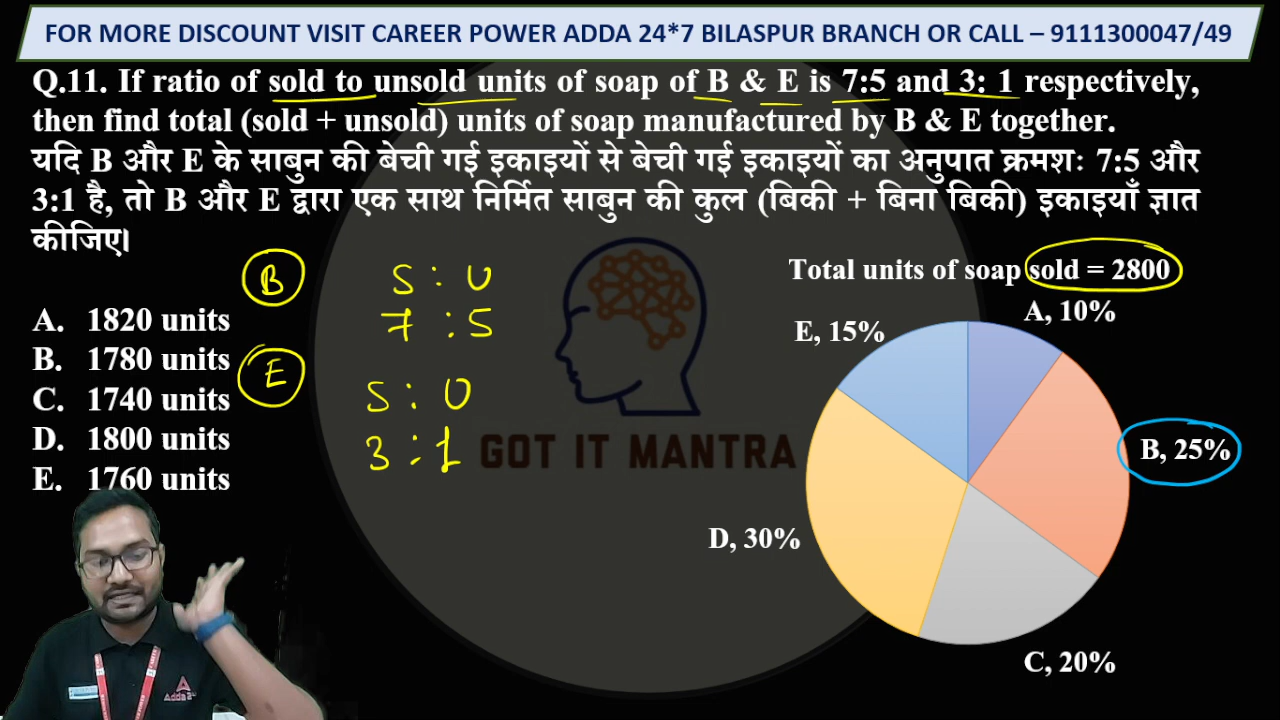 FOR MORE DISCOUNT VISIT CAREER POWER ADDA 24*7 BILASPUR BRANCH OR CALL – 9111300047/49
Q.11. If ratio of sold to unsold units of soap of B & E is 7:5 and 3: 1 respectively,
then find total (sold + unsold) units of soap manufactured by B & E together.
यदि B और E के साबुन की बेची गई इकाइयों से बेची गई इकाइयों का अनुपात क्रमशः 7:5 और
3:1 है, तो B और E द्वारा एक साथ निर्मित साबुन की कुल (बिकी + बिना बिकी) इकाइयाँ ज्ञात
कीजिए।
B
S : U
7 : 5
E
S : U
3 : 1
A. 1820 units
B. 1780 units
C. 1740 units
D. 1800 units
E. 1760 units
GOT IT MANTRA
Total units of soap sold = 2800
A, 10%
E, 15%
B, 25%
D, 30%
C, 20%